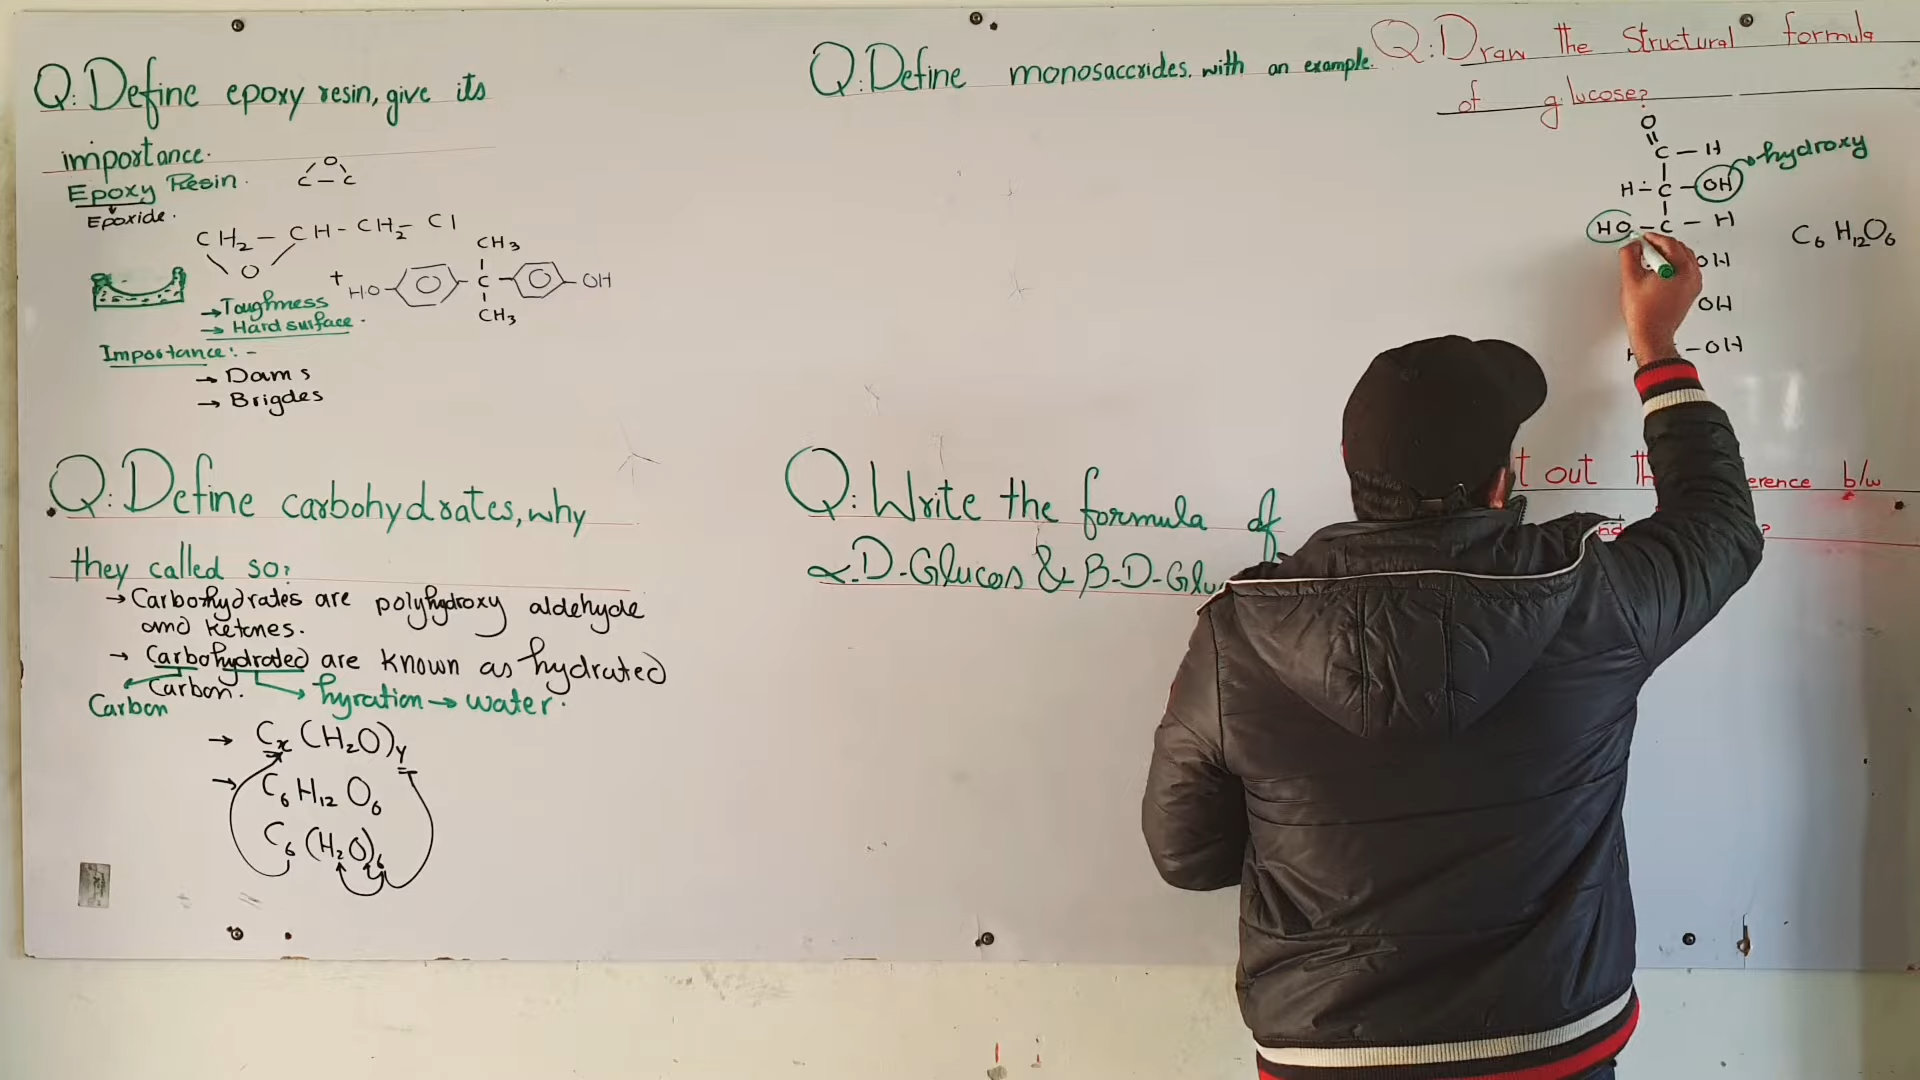 Q: Define epoxy resin, give its
importance.
Epoxy Resin.
Epoxide.
O
C – C
CH2 – CH – CH2 – Cl
O
+
CH3
HO – O – C – O – OH
CH3
→ Toughness
→ Hard surface.
Importance: -
→ Dams
→ Brigdes
Q: Define carbohydrates, why
they called so?
→ Carbohydrates are polyhydroxy aldehyde
and ketones.
→ Carbohydrated are known as hydrated
Carbon.
Carbon
→ hyration → water.
→ Cx (H2O)y
→ C6 H12 O6
C6 (H2O)6
Q: Define monosaccrides. with an example.
Q: Write the formula of
α-D-Glucos & β-D-Glu
Q: Draw the structural formula
of glucose?
O
C – H
H – C – OH → hydroxy
HO – C – H
OH
OH
– OH
C6 H12O6
t out
erence b/w
?